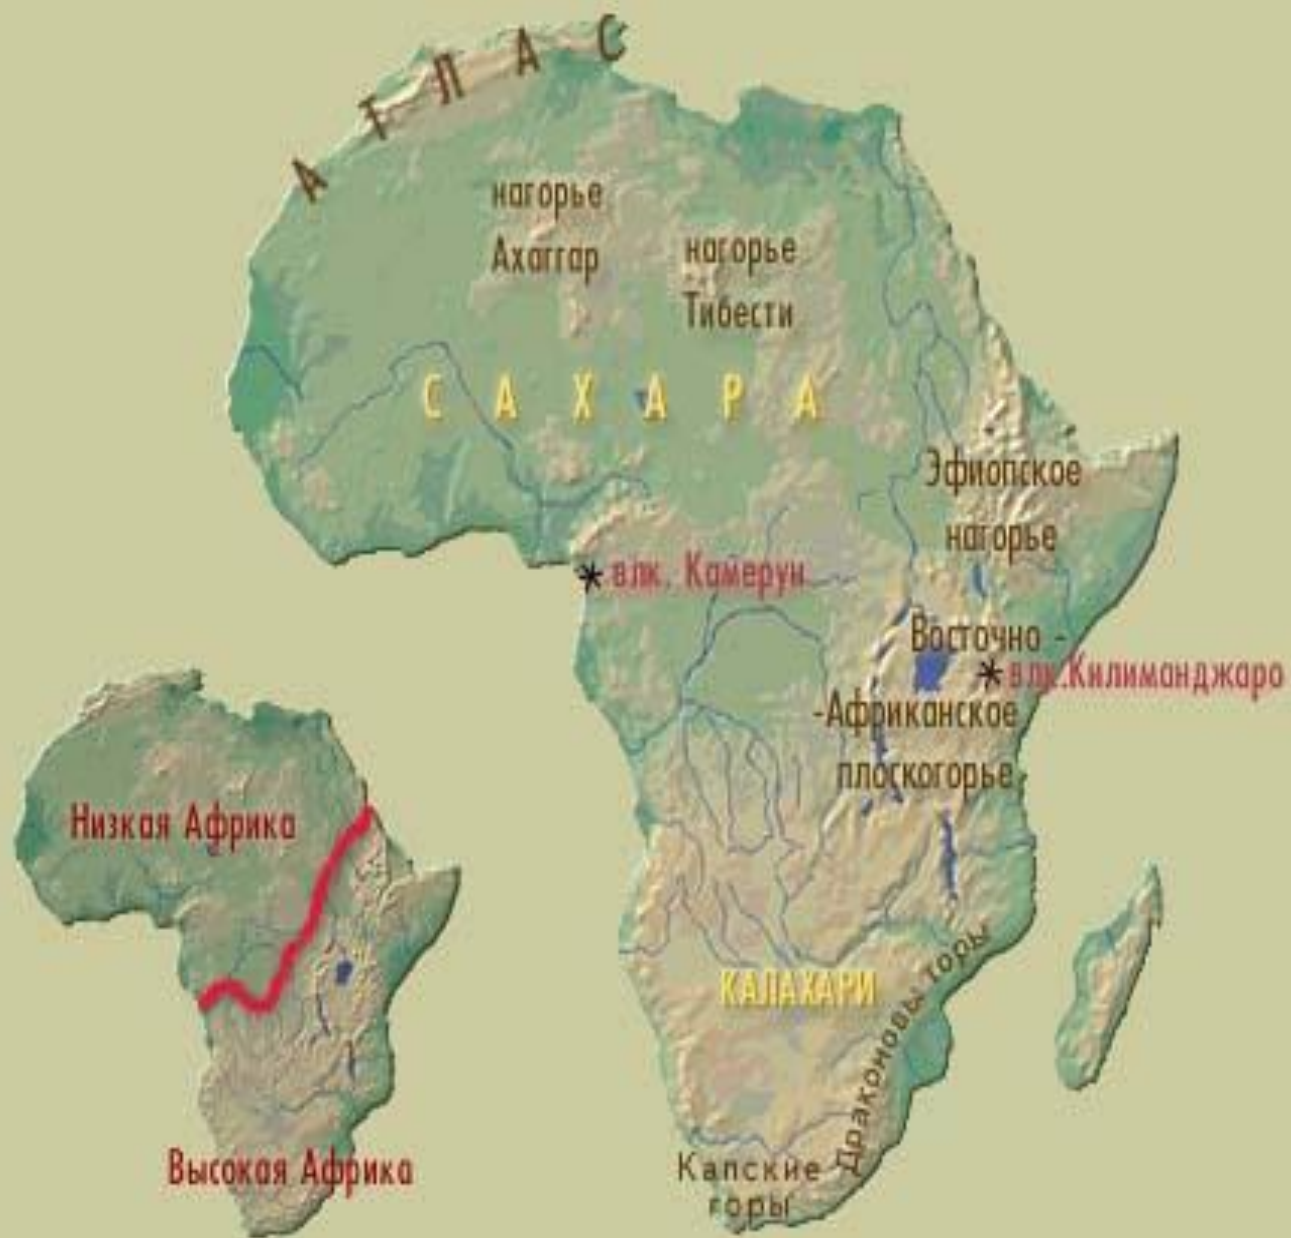 АТЛАС
нагорье
Ахаггар
нагорье
Тибести
САХАРА
Эфиопское
нагорье
влк. Камерун
Восточно -
влк.Килиманджаро
-Африканское
плоскогорье
Низкая Африка
КАЛАХАРИ
Драконовы горы
Высокая Африка
Капские
горы